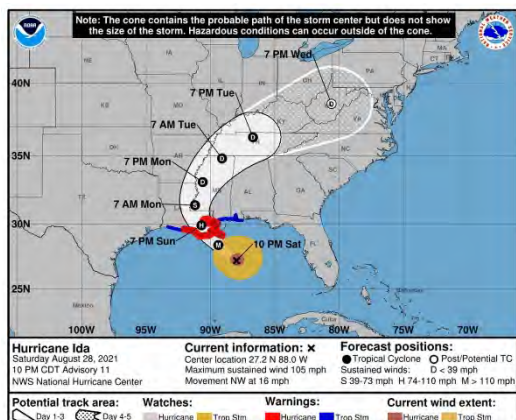 Note: The cone contains the probable path of the storm center but does not show
the size of the storm. Hazardous conditions can occur outside of the cone.
NOAA
7 PM Wed
40N
7 PM Tue
7 AM Tue
35N
7 PM Mon
7 AM Mon
30N
7 PM Sun
10 PM Sat
25N
Mexico
Cuba
100W 95W 90W 85W 80W 75W 70W
Hurricane Ida
Saturday August 28, 2021
10 PM CDT Advisory 11
NWS National Hurricane Center
Current information: ×
Center location 27.2 N 88.0 W
Maximum sustained wind 105 mph
Movement NW at 16 mph
Forecast positions:
Tropical Cyclone Post/Potential TC
Sustained winds: D < 39 mph
S 39-73 mph H 74-110 mph M > 110 mph
Potential track area:
Day 1-3 Day 4-5
Watches:
Hurricane Trop Stm
Warnings:
Hurricane Trop Stm
Current wind extent:
Hurricane Trop Stm